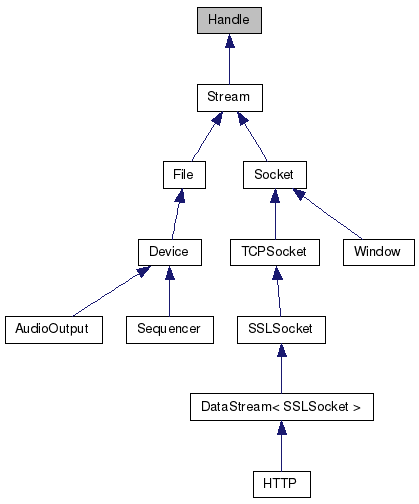 Handle
Stream
File
Socket
Device
TCPSocket
Window
AudioOutput
Sequencer
SSLSocket
DataStream< SSLSocket >
HTTP